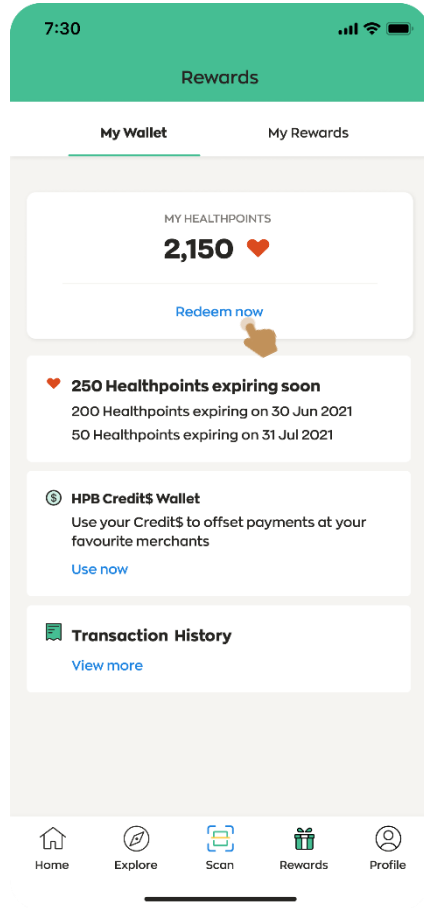 7:30
Rewards
My Wallet
My Rewards
MY HEALTHPOINTS
2,150
Redeem now
250 Healthpoints expiring soon
200 Healthpoints expiring on 30 Jun 2021
50 Healthpoints expiring on 31 Jul 2021
$ HPB Credit$ Wallet
Use your Credit$ to offset payments at your
favourite merchants
Use now
Transaction History
View more
Home
Explore
Scan
Rewards
Profile